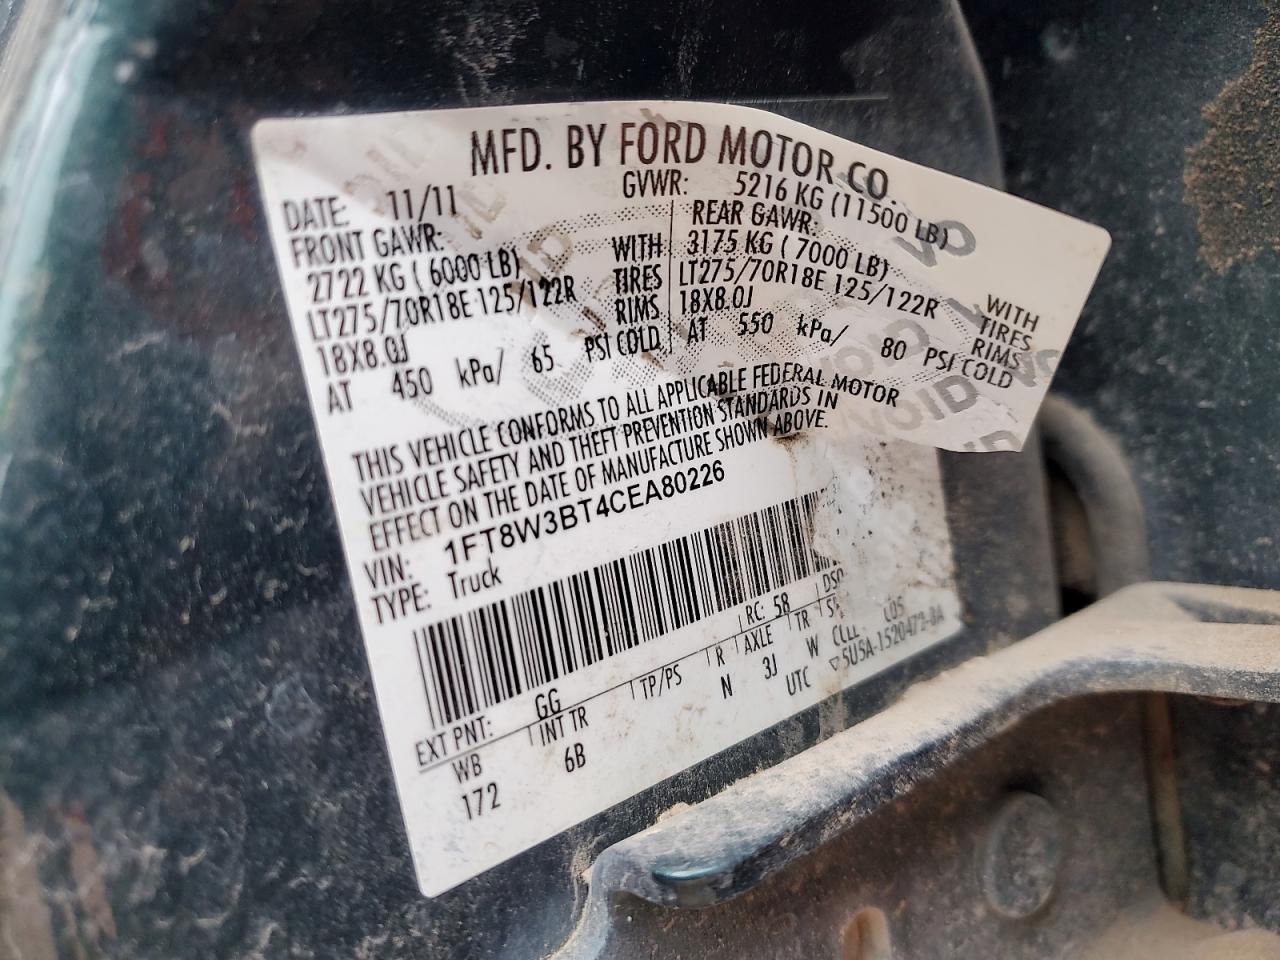 MFD. BY FORD MOTOR CO.
DATE: 11/11 GVWR: 5216 KG (11500 LB)
FRONT GAWR: REAR GAWR:
2722 KG (6000 LB) WITH 3175 KG (7000 LB) WITH
LT275/70R18E 125/122R TIRES LT275/70R18E 125/122R TIRES
18X8.0J RIMS 18X8.0J RIMS
AT 450 kPa/ 65 PSI COLD AT 550 kPa/ 80 PSI COLD
THIS VEHICLE CONFORMS TO ALL APPLICABLE FEDERAL MOTOR
VEHICLE SAFETY AND THEFT PREVENTION STANDARDS IN
EFFECT ON THE DATE OF MANUFACTURE SHOWN ABOVE.
VIN: 1FT8W3BT4CEA80226
TYPE: Truck
EXT PNT: GG RC: 58 DSO
WB INT TR TP/PS R AXLE TR
172 6B N 3J W
UTC